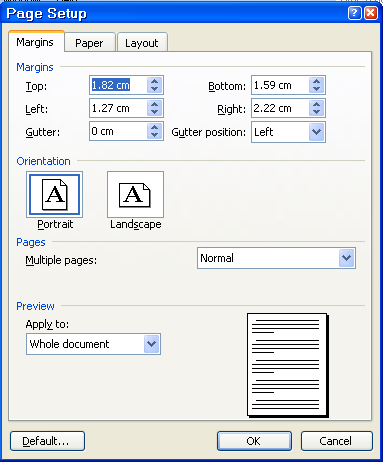 Page Setup
Margins Paper Layout
Margins
Top: 1.82 cm Bottom: 1.59 cm
Left: 1.27 cm Right: 2.22 cm
Gutter: 0 cm Gutter position: Left
Orientation
A A
Portrait Landscape
Pages
Multiple pages: Normal
Preview
Apply to:
Whole document
Default... OK Cancel